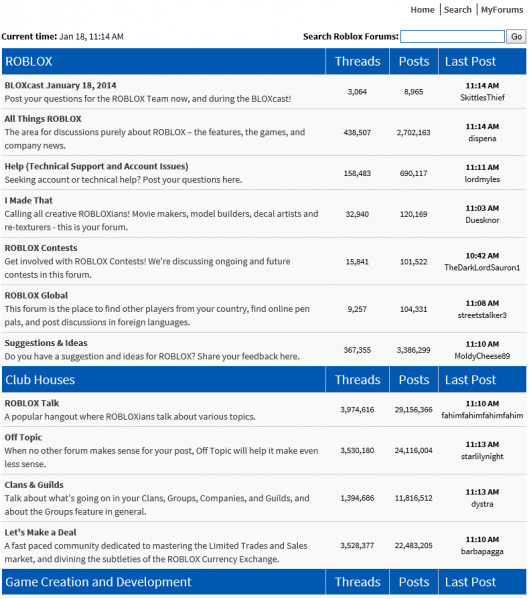 Home | Search | MyForums
Current time: Jan 18, 11:14 AM Search Roblox Forums: Go
ROBLOX Threads Posts Last Post
BLOXcast January 18, 2014
Post your questions for the ROBLOX Team now, and during the BLOXcast!
3,064 8,965 11:14 AM
SkittlesThief
All Things ROBLOX
The area for discussions purely about ROBLOX – the features, the games, and
company news.
438,507 2,702,163 11:14 AM
dispena
Help (Technical Support and Account Issues)
Seeking account or technical help? Post your questions here.
158,483 690,117 11:11 AM
lordmyles
I Made That
Calling all creative ROBLOXians! Movie makers, model builders, decal artists and
re-texturers - this is your forum.
32,940 120,169 11:03 AM
Duesknor
ROBLOX Contests
Get involved with ROBLOX Contests! We're discussing ongoing and future
contests in this forum.
15,841 101,522 10:42 AM
TheDarkLordSauron1
ROBLOX Global
This forum is the place to find other players from your country, find online pen
pals, and post discussions in foreign languages.
9,257 104,331 11:08 AM
streetstalker3
Suggestions & Ideas
Do you have a suggestion and ideas for ROBLOX? Share your feedback here.
367,355 3,386,299 11:10 AM
MoldyCheese89
Club Houses Threads Posts Last Post
ROBLOX Talk
A popular hangout where ROBLOXians talk about various topics.
3,974,616 29,156,366 11:10 AM
fahimfahimfahimfahim
Off Topic
When no other forum makes sense for your post, Off Topic will help it make even
less sense.
3,530,180 24,116,004 11:13 AM
starlilynight
Clans & Guilds
Talk about what's going on in your Clans, Groups, Companies, and Guilds, and
about the Groups feature in general.
1,394,686 11,816,512 11:13 AM
dystra
Let's Make a Deal
A fast paced community dedicated to mastering the Limited Trades and Sales
market, and divining the subtleties of the ROBLOX Currency Exchange.
3,528,377 22,483,205 11:10 AM
barbapagga
Game Creation and Development Threads Posts Last Post